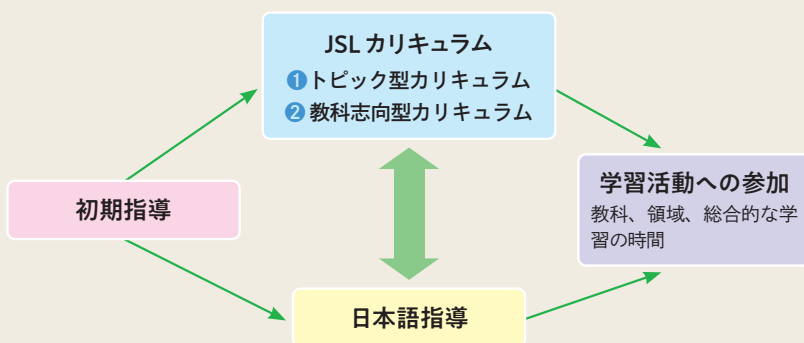 JSL カリキュラム
❶トピック型カリキュラム
❷教科志向型カリキュラム
初期指導
学習活動への参加
教科、領域、総合的な学
習の時間
日本語指導